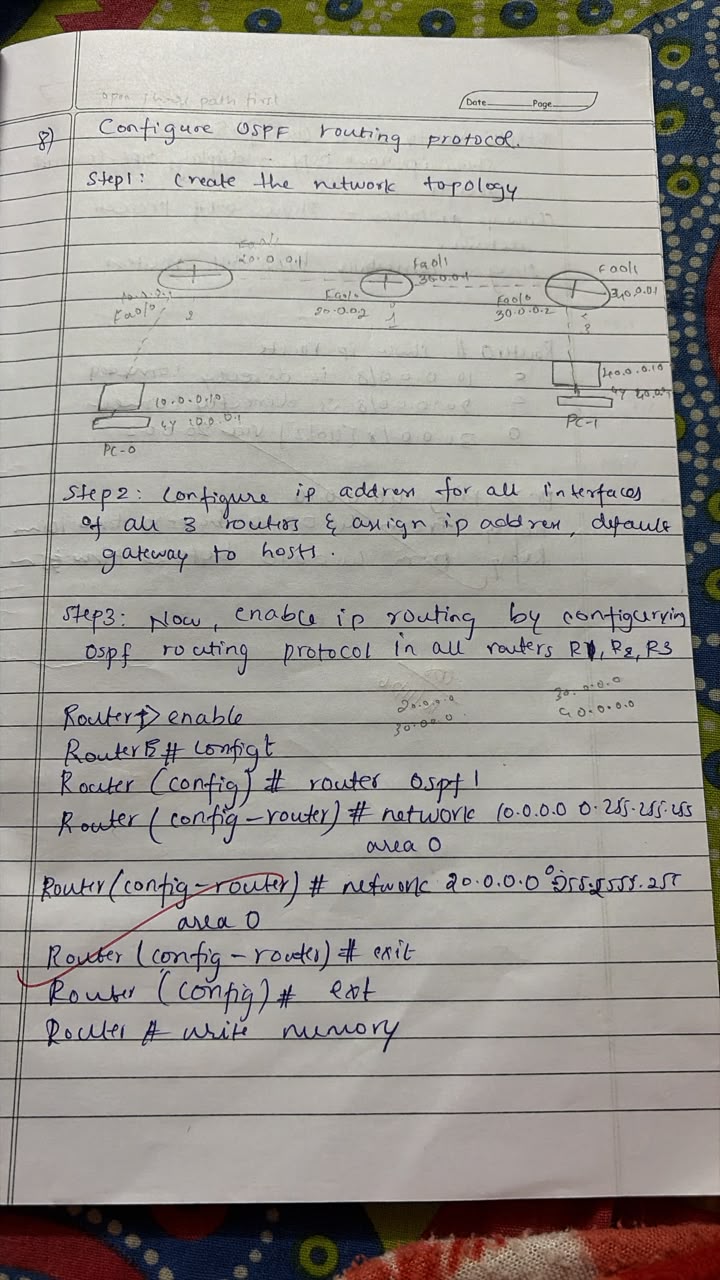 open path first
Date Page
8) Configure OSPF routing protocol.
Step1: Create the network topology
Fa0/1
20.0.0.1
Fa0/1
30.0.0.1
Fa0/1
Fa0/0
20.0.0.2
Fa0/0
30.0.0.2
Fa0/0
10.0.0.10
PC-0
40.0.0.10
PC-1
Step2: Configure ip address for all interfaces
of all 3 routers & assign ip address, default
gateway to hosts.
Step3: Now, enable ip routing by configurring
ospf routing protocol in all routers R1, R2, R3
20.0.0.0
30.0.0.0
30.0.0.0
40.0.0.0
Router1> enable
Router # config t
Router (config) # router ospf 1
Router (config-router) # network 10.0.0.0 0.255.255.255
area 0
Router (config-router) # network 20.0.0.0 0.255.255.255
area 0
Router (config-router) # exit
Router (config) # ext
Router # write memory